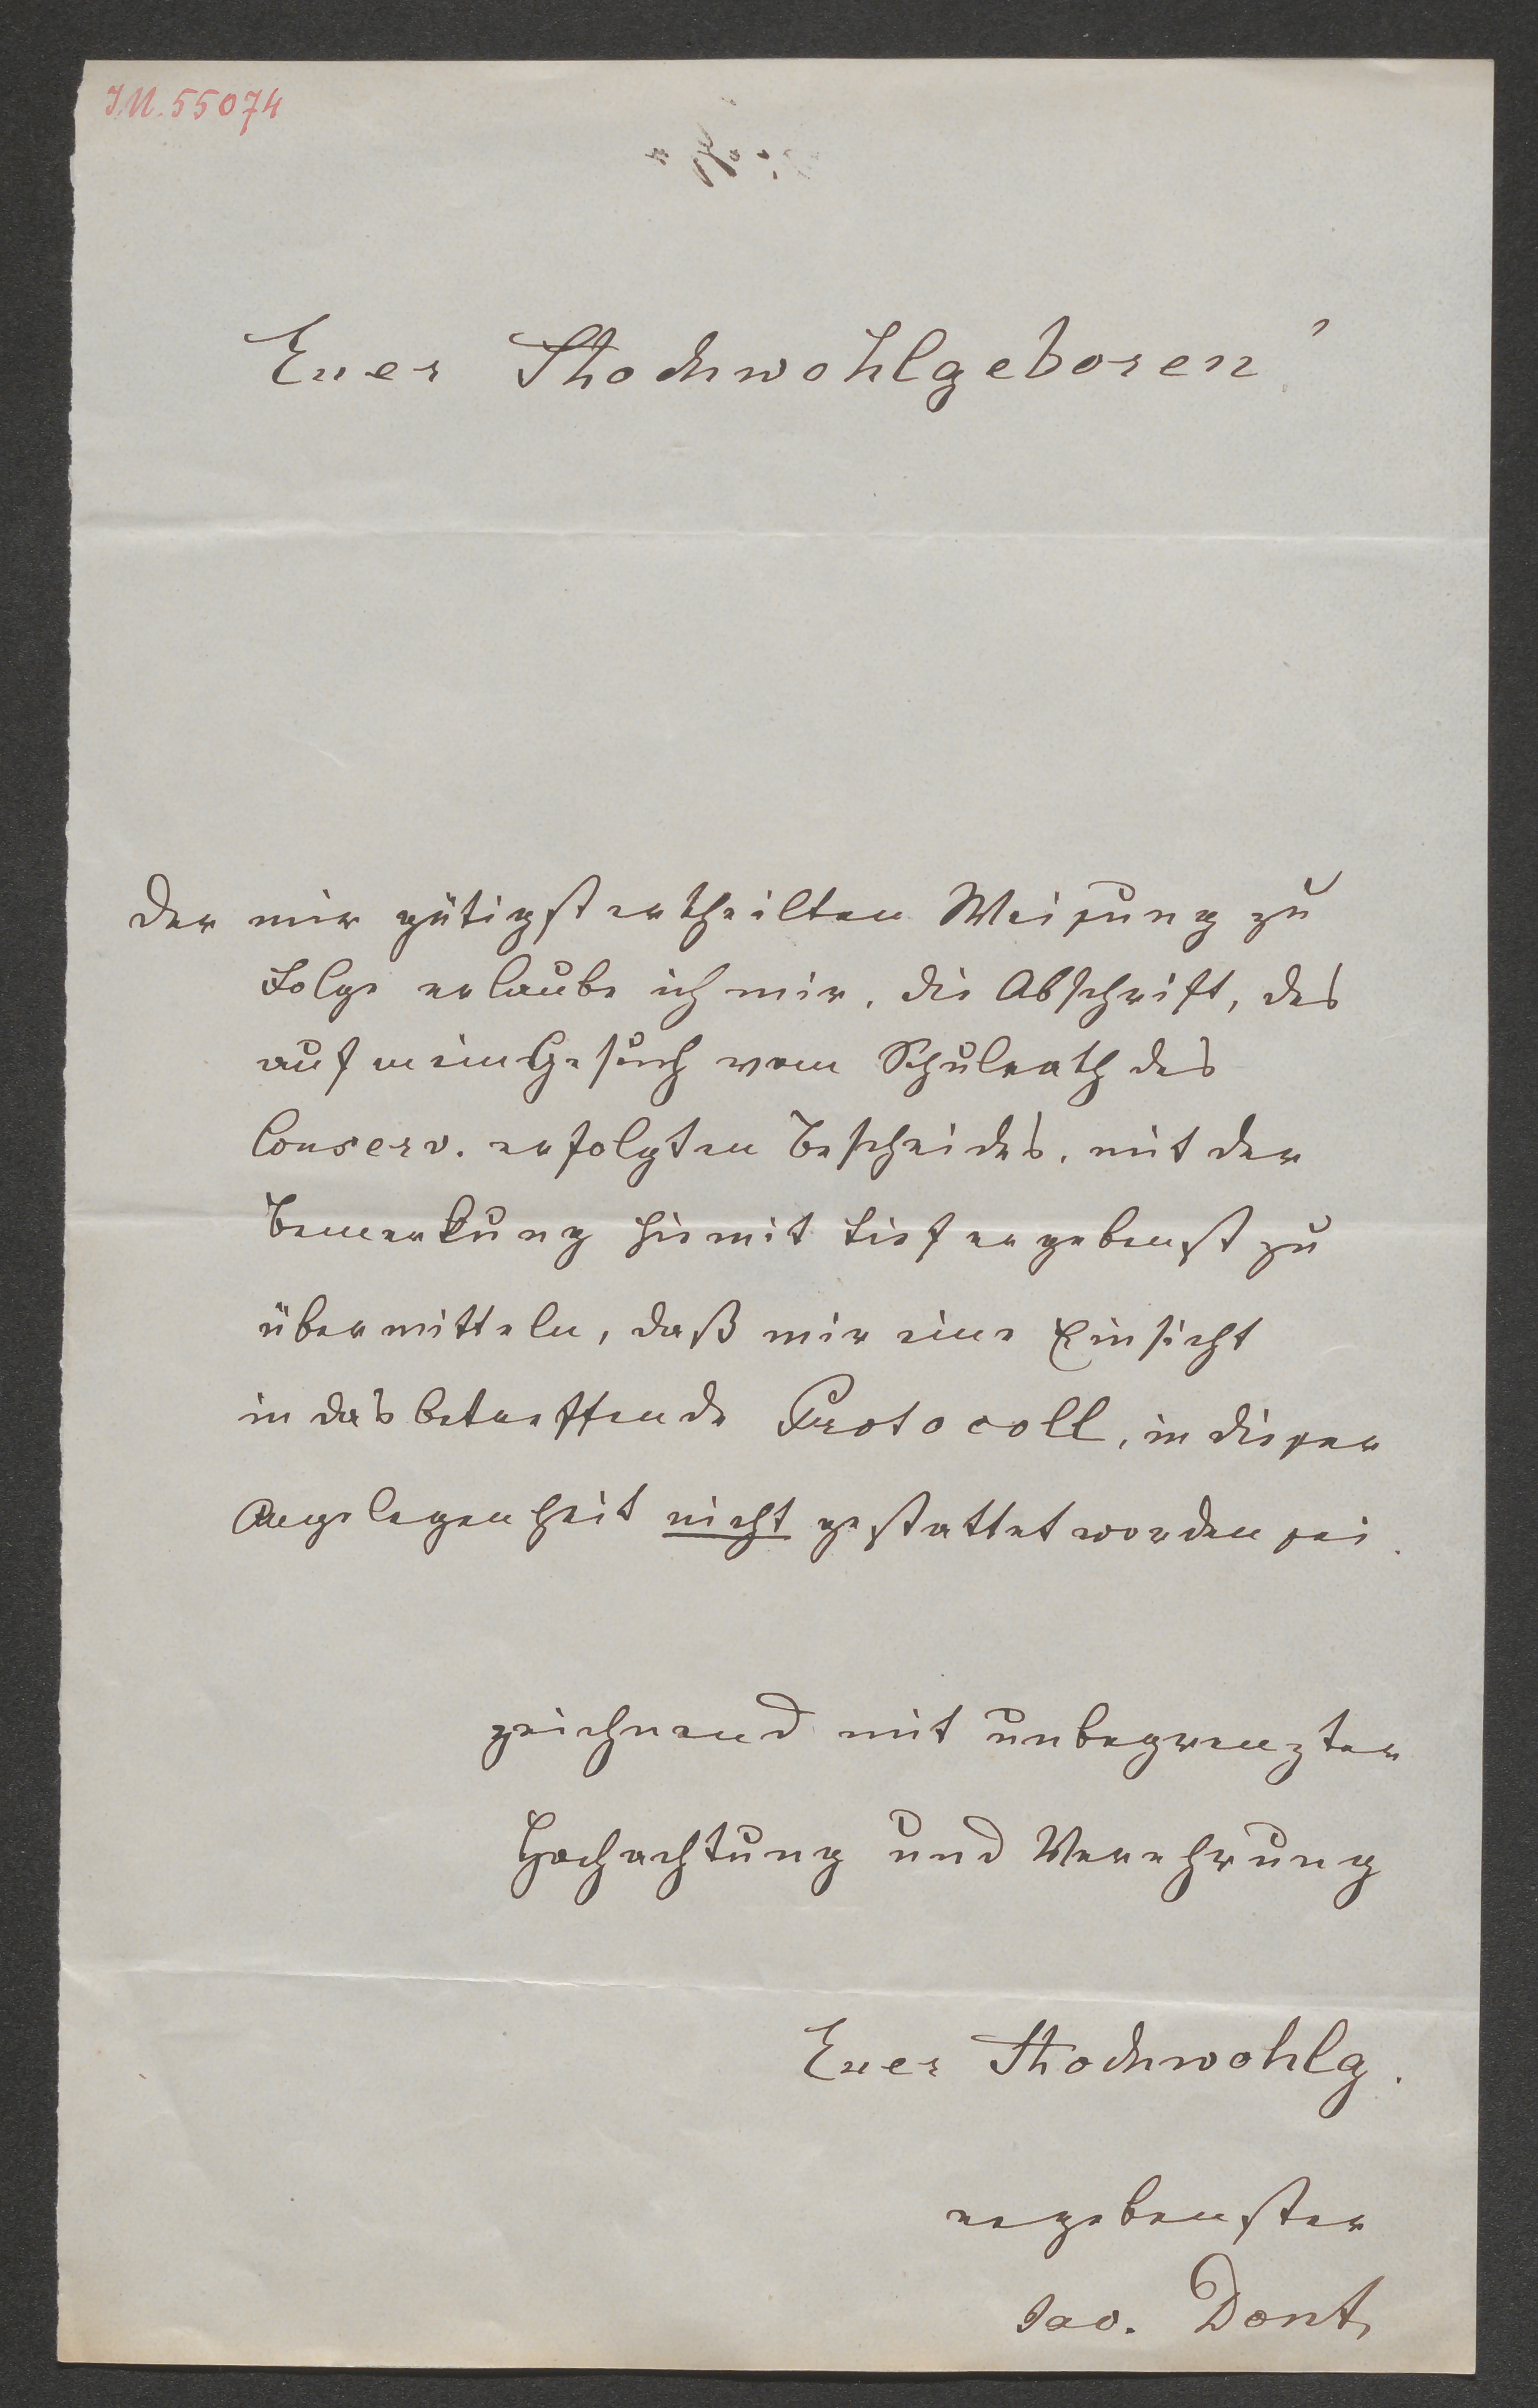 I.N. 55074
Euer Hochwohlgeboren!
der mir gütigst ertheilten Weisung zu
Folge erlaube ich mir, die Abschrift, des
auf mein Gesuch vom Schulrath des
Conserv. erfolgten Bescheides, mit der
Bemerkung hiemit tiefergebenst zu
übermitteln, daß mir eine Einsicht
in das betreffende Protocoll, in dieser
Angelegenheit nicht gestattet worden sei.
zeichnend mit unbegrenzter
Hochachtung und Verehrung
Euer Hochwohlg.
ergebenster
Jac. Dont,